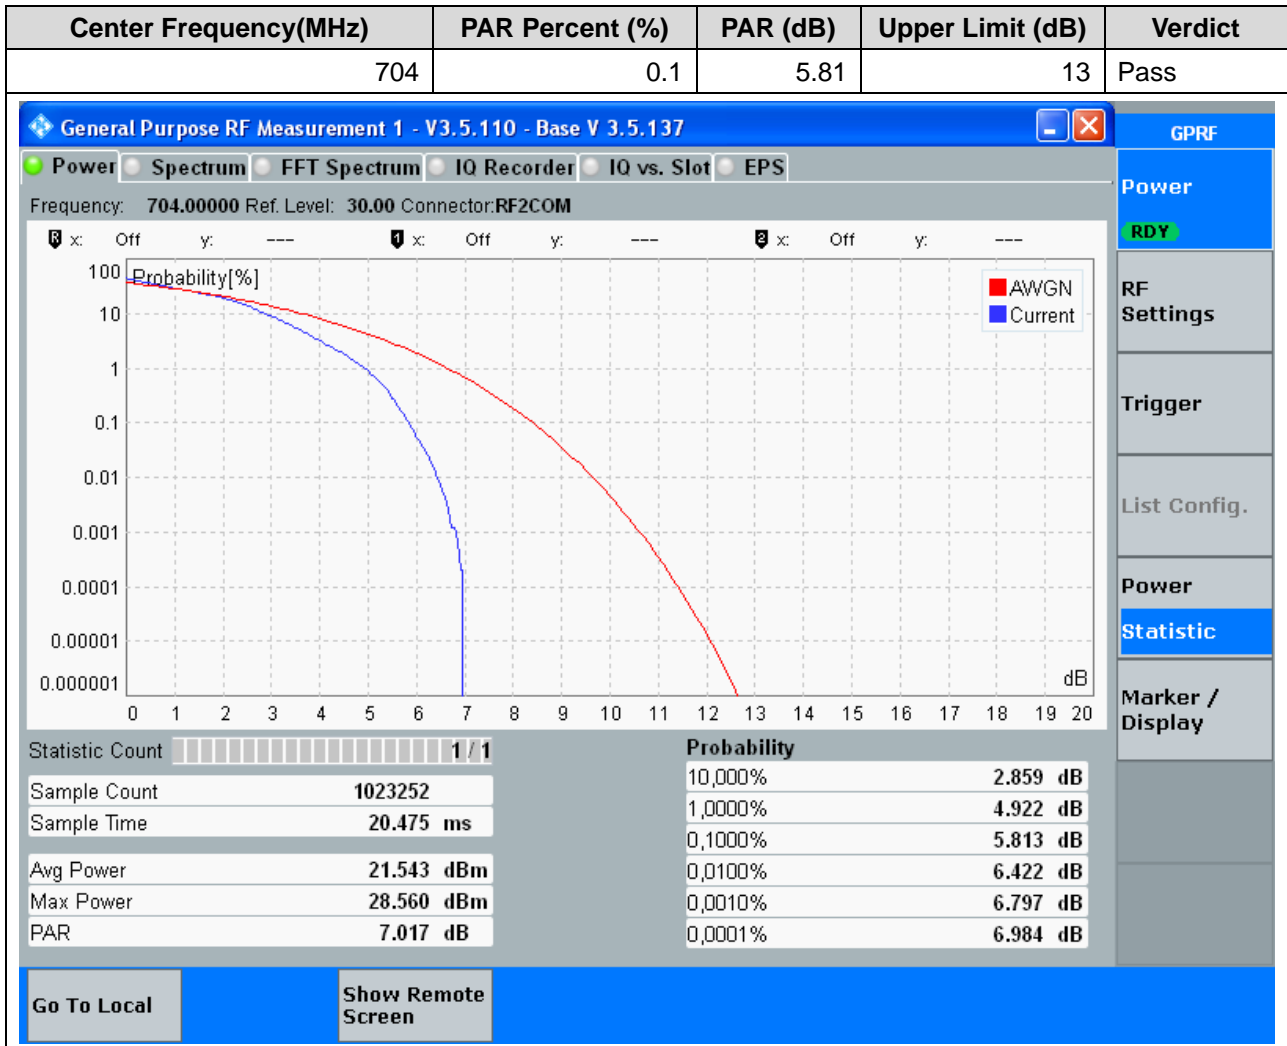 Center Frequency(MHz) PAR Percent (%) PAR (dB) Upper Limit (dB) Verdict
704 0.1 5.81 13 Pass
General Purpose RF Measurement 1 - V3.5.110 - Base V 3.5.137
GPRF
Power Spectrum FFT Spectrum IQ Recorder IQ vs. Slot EPS
Power
RDY
Frequency: 704.00000 Ref. Level: 30.00 Connector:RF2COM
R x: Off y: --- 1 x: Off y: --- 2 x: Off y: ---
Probability[%]
AWGN
Current
100
10
1
0.1
0.01
0.001
0.0001
0.00001
0.000001
dB
0 1 2 3 4 5 6 7 8 9 10 11 12 13 14 15 16 17 18 19 20
RF
Settings
Trigger
List Config.
Power
Statistic
Marker /
Display
Statistic Count 1 / 1
Sample Count 1023252
Sample Time 20.475 ms
Avg Power 21.543 dBm
Max Power 28.560 dBm
PAR 7.017 dB
Probability
10,000% 2.859 dB
1,0000% 4.922 dB
0,1000% 5.813 dB
0,0100% 6.422 dB
0,0010% 6.797 dB
0,0001% 6.984 dB
Go To Local
Show Remote
Screen